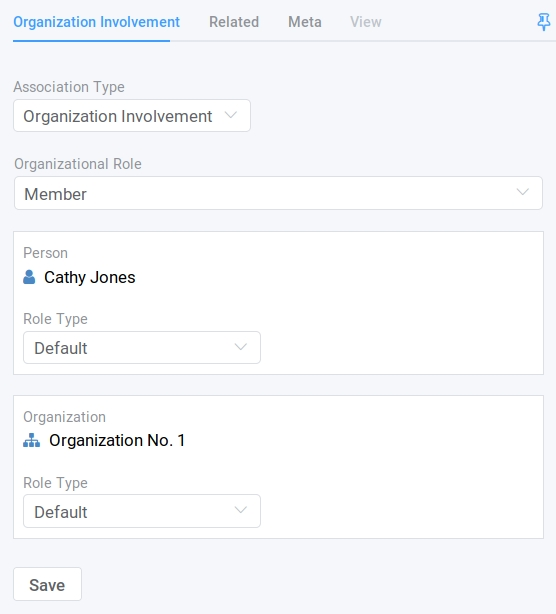 Organization Involvement Related Meta View
Association Type
Organization Involvement
Organizational Role
Member
Person
Cathy Jones
Role Type
Default
Organization
Organization No. 1
Role Type
Default
Save